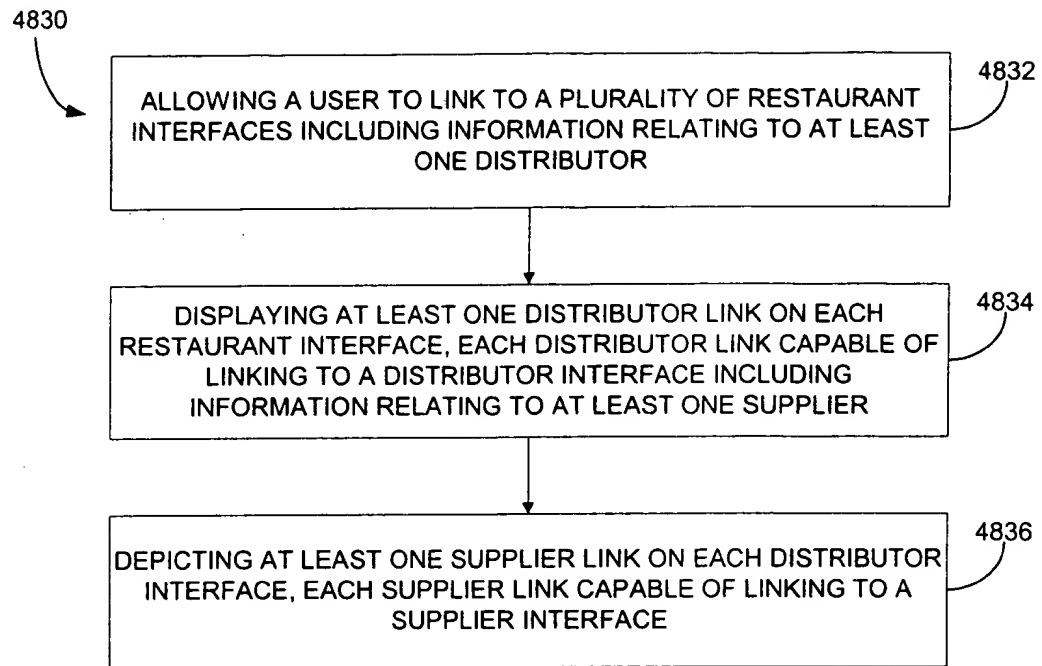 4830
4832
ALLOWING A USER TO LINK TO A PLURALITY OF RESTAURANT
INTERFACES INCLUDING INFORMATION RELATING TO AT LEAST
ONE DISTRIBUTOR
4834
DISPLAYING AT LEAST ONE DISTRIBUTOR LINK ON EACH
RESTAURANT INTERFACE, EACH DISTRIBUTOR LINK CAPABLE OF
LINKING TO A DISTRIBUTOR INTERFACE INCLUDING
INFORMATION RELATING TO AT LEAST ONE SUPPLIER
4836
DEPICTING AT LEAST ONE SUPPLIER LINK ON EACH DISTRIBUTOR
INTERFACE, EACH SUPPLIER LINK CAPABLE OF LINKING TO A
SUPPLIER INTERFACE